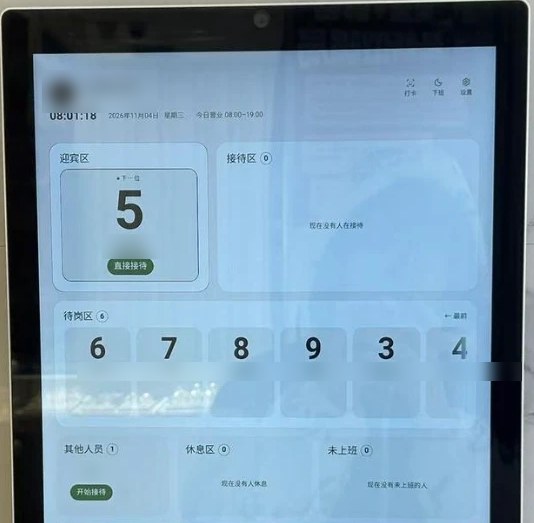 打卡 下班 设置
08:01:18 2026年11月04日 星期三 今日营业 08:00~19:00
迎宾区
下一位
5
直接接待
接待区 0
现在没有人在接待
待岗区 6
← 最前
6 7 8 9 3 4
其他人员 1
开始接待
休息区 0
现在没有人休息
未上班 0
现在没有未上班的人